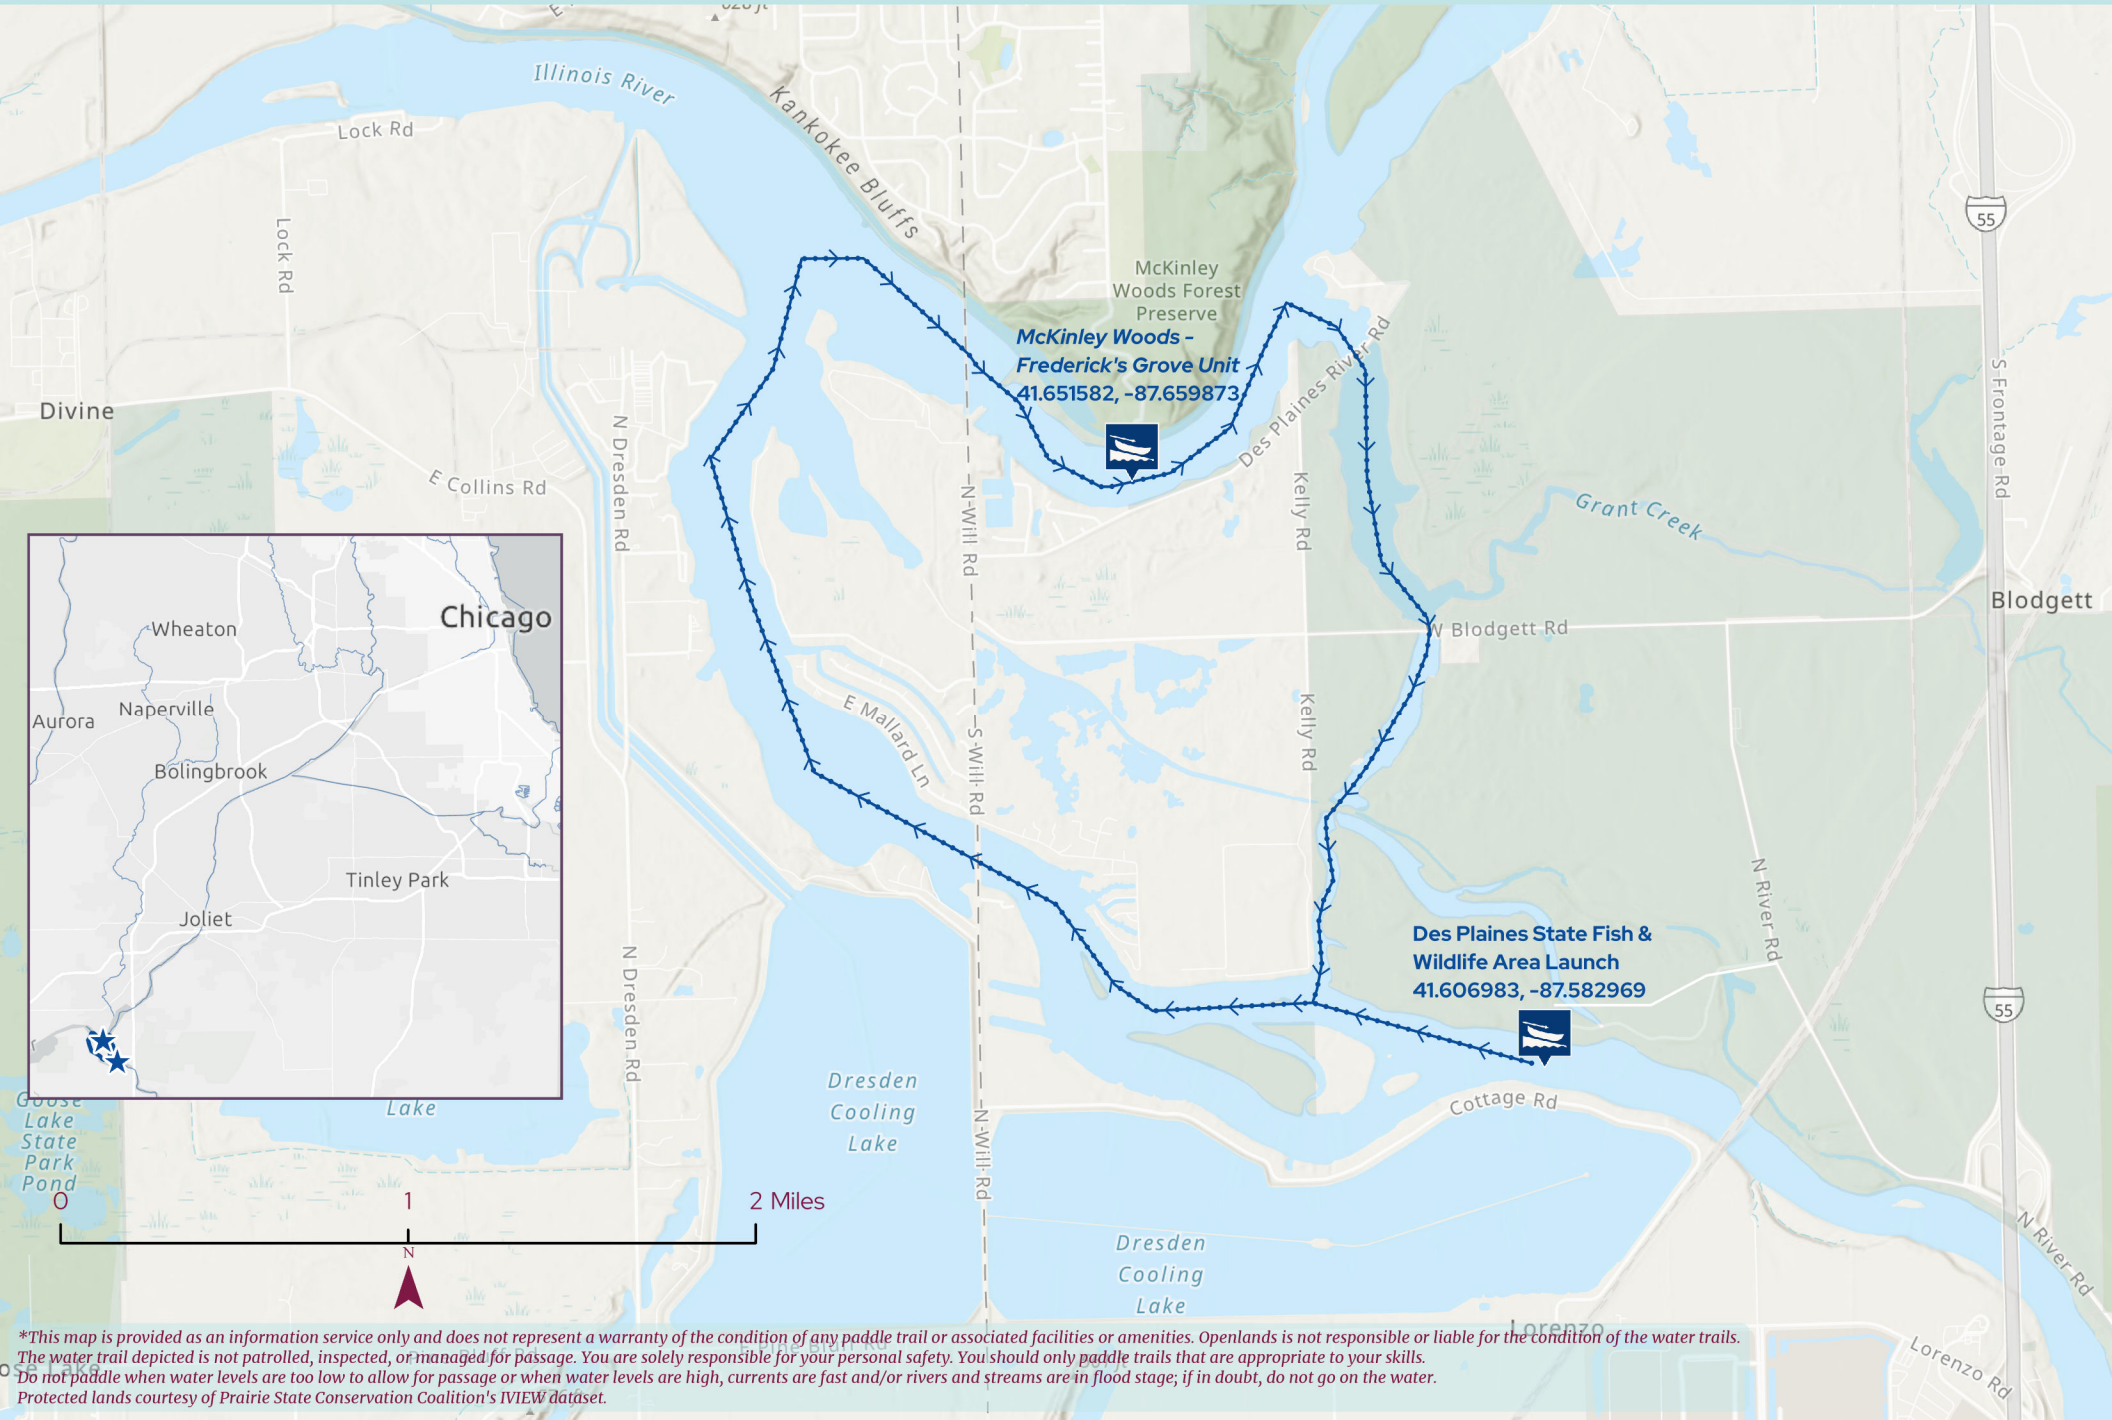 628 ft
Illinois River
Kankakee Bluffs
Lock Rd
Lock Rd
55
McKinley
Woods Forest
Preserve
McKinley Woods -
Frederick's Grove Unit
41.651582, -87.659873
Des Plaines River Rd
Divine
E Collins Rd
N Dresden Rd
N Will Rd
Kelly Rd
Grant Creek
S Frontage Rd
Blodgett
W Blodgett Rd
Chicago
Wheaton
Aurora
Naperville
Bolingbrook
Tinley Park
Joliet
E Mallard Ln
S Will Rd
Kelly Rd
N River Rd
Des Plaines State Fish &
Wildlife Area Launch
41.606983, -87.582969
55
N Dresden Rd
Dresden
Cooling
Lake
Cottage Rd
N Will Rd
Goose
Lake
State
Park
Pond
Lake
0 1 2 Miles
N
Dresden
Cooling
Lake
N River Rd
Lorenzo
Lorenzo Rd
*This map is provided as an information service only and does not represent a warranty of the condition of any paddle trail or associated facilities or amenities. Openlands is not responsible or liable for the condition of the water trails.
The water trail depicted is not patrolled, inspected, or managed for passage. You are solely responsible for your personal safety. You should only paddle trails that are appropriate to your skills.
Do not paddle when water levels are too low to allow for passage or when water levels are high, currents are fast and/or rivers and streams are in flood stage; if in doubt, do not go on the water.
Protected lands courtesy of Prairie State Conservation Coalition's IVIEW dataset.
E Pine Bluff Rd
ose Lake